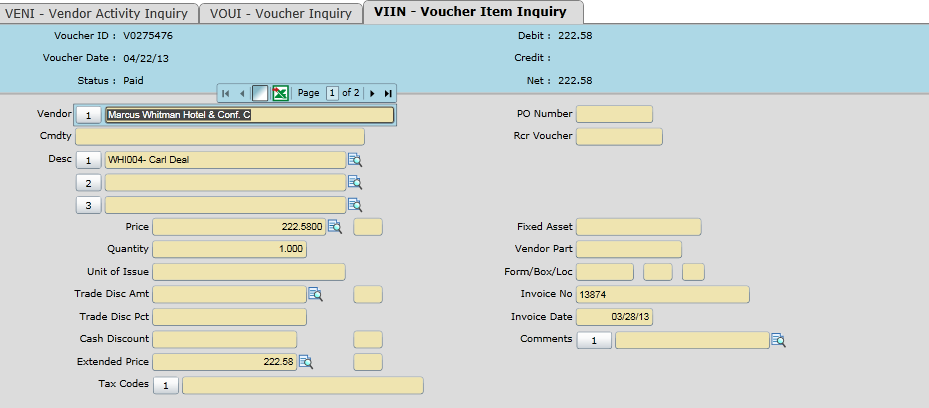 VENI - Vendor Activity Inquiry VOUI - Voucher Inquiry VIIN - Voucher Item Inquiry
Voucher ID : V0275476 Debit : 222.58
Voucher Date : 04/22/13 Credit :
Status : Paid Net : 222.58
Page 1 of 2
Vendor 1 Marcus Whitman Hotel & Conf. C PO Number
Cmdty Rcr Voucher
Desc 1 WHI004- Carl Deal
2
3
Price 222.5800 Fixed Asset
Quantity 1.000 Vendor Part
Unit of Issue Form/Box/Loc
Trade Disc Amt Invoice No 13874
Trade Disc Pct Invoice Date 03/28/13
Cash Discount Comments 1
Extended Price 222.58
Tax Codes 1